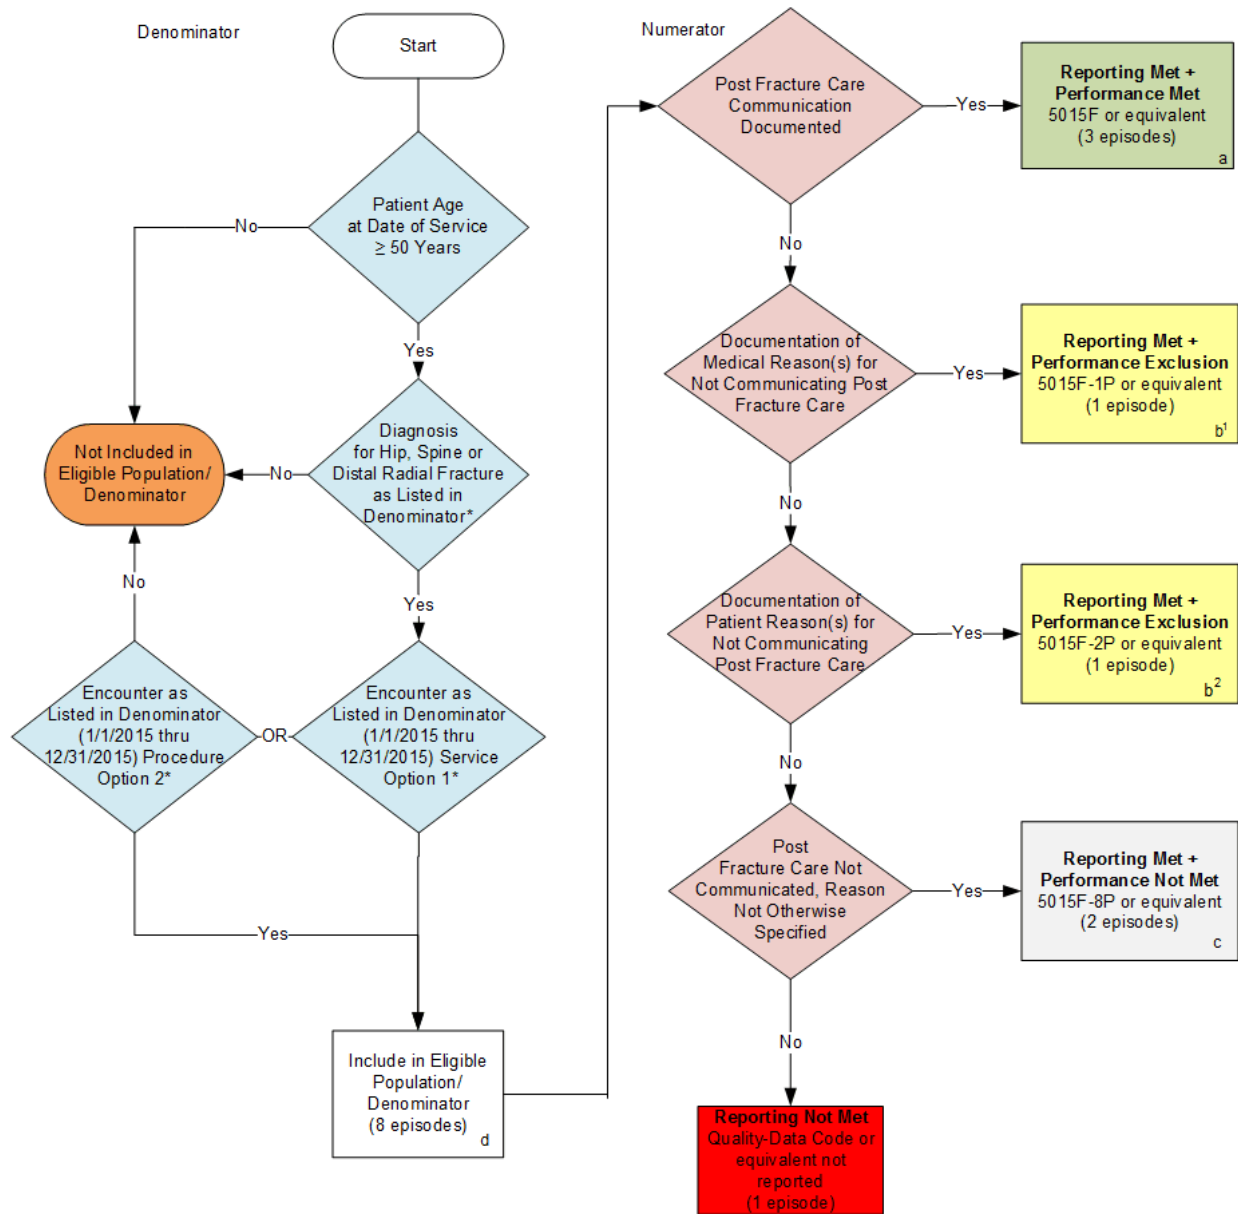 Denominator
Start
Patient Age
at Date of Service
≥ 50 Years
No
Yes
Diagnosis
for Hip, Spine or
Distal Radial Fracture
as Listed in
Denominator*
No
Not Included in
Eligible Population/
Denominator
No
Yes
Encounter as
Listed in Denominator
(1/1/2015 thru
12/31/2015) Procedure
Option 2*
OR
Encounter as
Listed in Denominator
(1/1/2015 thru
12/31/2015) Service
Option 1*
Yes
Include in Eligible
Population/
Denominator
(8 episodes)
d
Numerator
Post Fracture Care
Communication
Documented
Yes
Reporting Met +
Performance Met
5015F or equivalent
(3 episodes)
a
No
Documentation of
Medical Reason(s) for
Not Communicating Post
Fracture Care
Yes
Reporting Met +
Performance Exclusion
5015F-1P or equivalent
(1 episode)
b¹
No
Documentation of
Patient Reason(s) for
Not Communicating
Post Fracture Care
Yes
Reporting Met +
Performance Exclusion
5015F-2P or equivalent
(1 episode)
b²
No
Post
Fracture Care Not
Communicated, Reason
Not Otherwise
Specified
Yes
Reporting Met +
Performance Not Met
5015F-8P or equivalent
(2 episodes)
c
No
Reporting Not Met
Quality-Data Code or
equivalent not
reported
(1 episode)